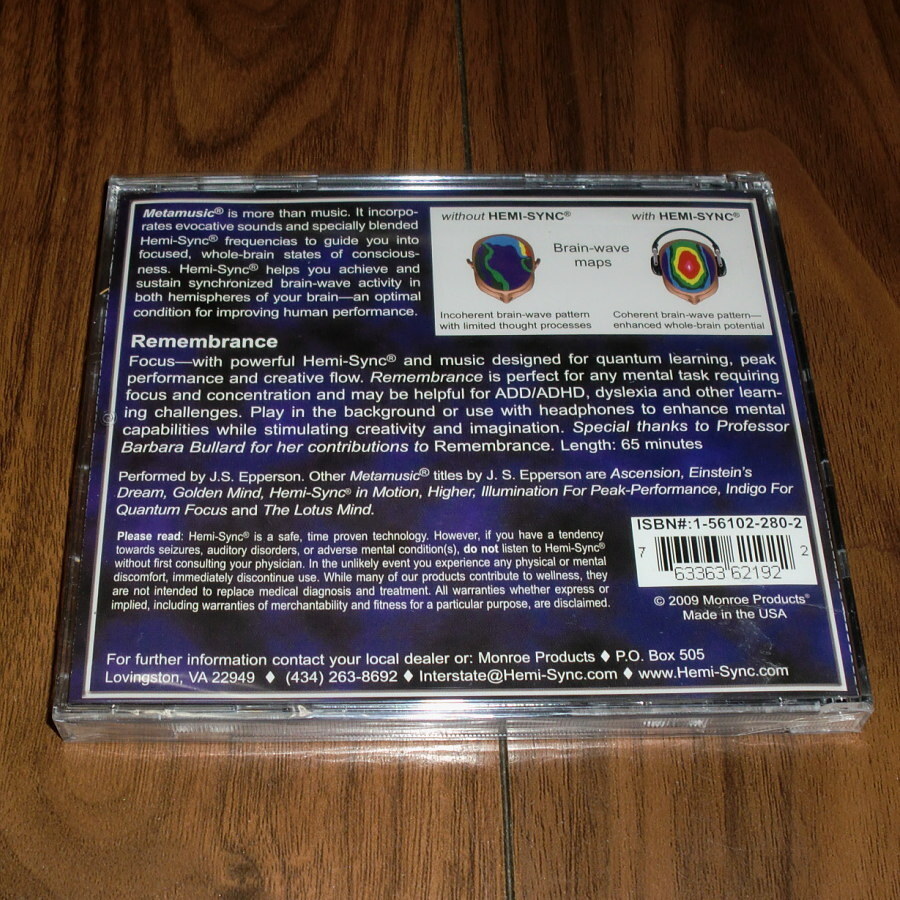 Metamusic® is more than music. It incorpo-
rates evocative sounds and specially blended
Hemi-Sync® frequencies to guide you into
focused, whole-brain states of conscious-
ness. Hemi-Sync® helps you achieve and
sustain synchronized brain-wave activity in
both hemispheres of your brain—an optimal
condition for improving human performance.
without HEMI-SYNC®
with HEMI-SYNC®
Brain-wave
maps
Incoherent brain-wave pattern
with limited thought processes
Coherent brain-wave pattern—
enhanced whole-brain potential
Remembrance
Focus—with powerful Hemi-Sync® and music designed for quantum learning, peak
performance and creative flow. Remembrance is perfect for any mental task requiring
focus and concentration and may be helpful for ADD/ADHD, dyslexia and other learn-
ing challenges. Play in the background or use with headphones to enhance mental
capabilities while stimulating creativity and imagination. Special thanks to Professor
Barbara Bullard for her contributions to Remembrance. Length: 65 minutes
Performed by J.S. Epperson. Other Metamusic® titles by J. S. Epperson are Ascension, Einstein's
Dream, Golden Mind, Hemi-Sync® in Motion, Higher, Illumination For Peak-Performance, Indigo For
Quantum Focus and The Lotus Mind.
Please read: Hemi-Sync® is a safe, time proven technology. However, if you have a tendency
towards seizures, auditory disorders, or adverse mental condition(s), do not listen to Hemi-Sync®
without first consulting your physician. In the unlikely event you experience any physical or mental
discomfort, immediately discontinue use. While many of our products contribute to wellness, they
are not intended to replace medical diagnosis and treatment. All warranties whether express or
implied, including warranties of merchantability and fitness for a particular purpose, are disclaimed.
ISBN#:1-56102-280-2
7 63363 62192 2
© 2009 Monroe Products®
Made in the USA
For further information contact your local dealer or: Monroe Products ♦ P.O. Box 505
Lovingston, VA 22949 ♦ (434) 263-8692 ♦ Interstate@Hemi-Sync.com ♦ www.Hemi-Sync.com